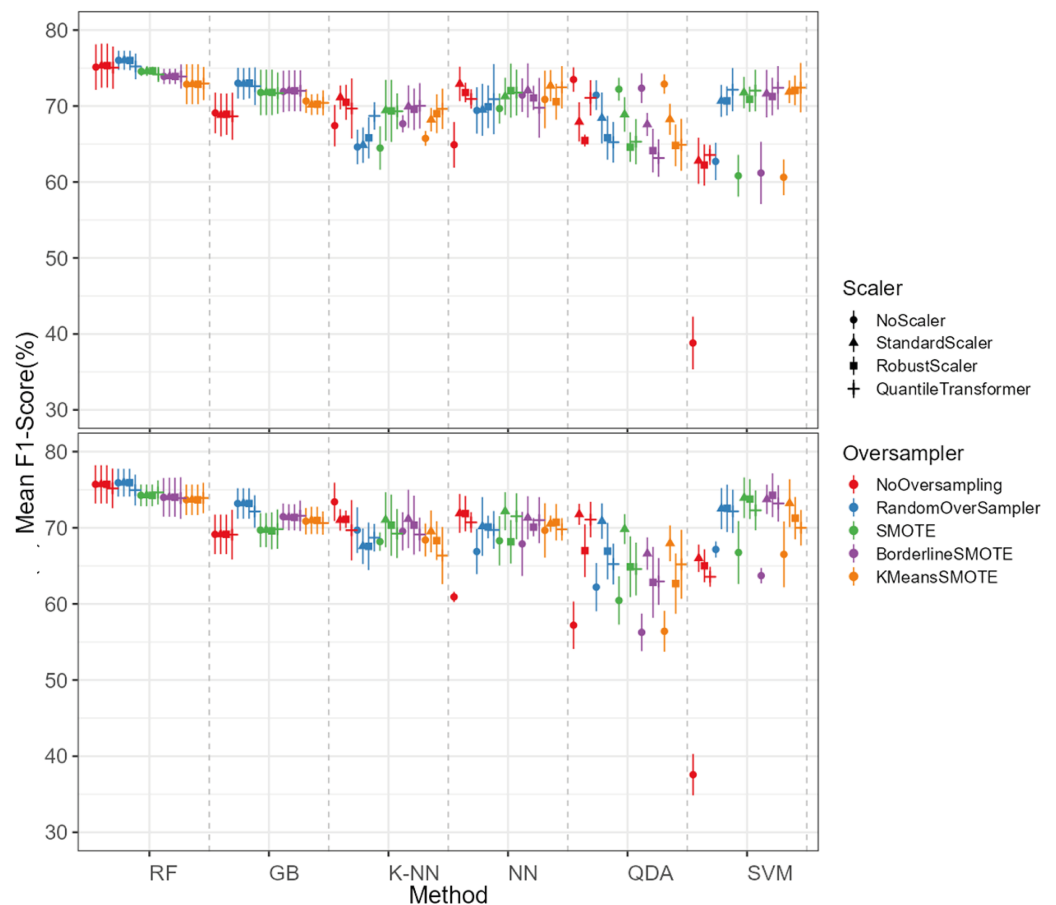 80
70
60
50
40
30
80
70
60
50
40
30
Mean F1-Score(%)
RF GB K-NN NN QDA SVM
Method
Scaler
NoScaler
StandardScaler
RobustScaler
QuantileTransformer
Oversampler
NoOversampling
RandomOverSampler
SMOTE
BorderlineSMOTE
KMeansSMOTE